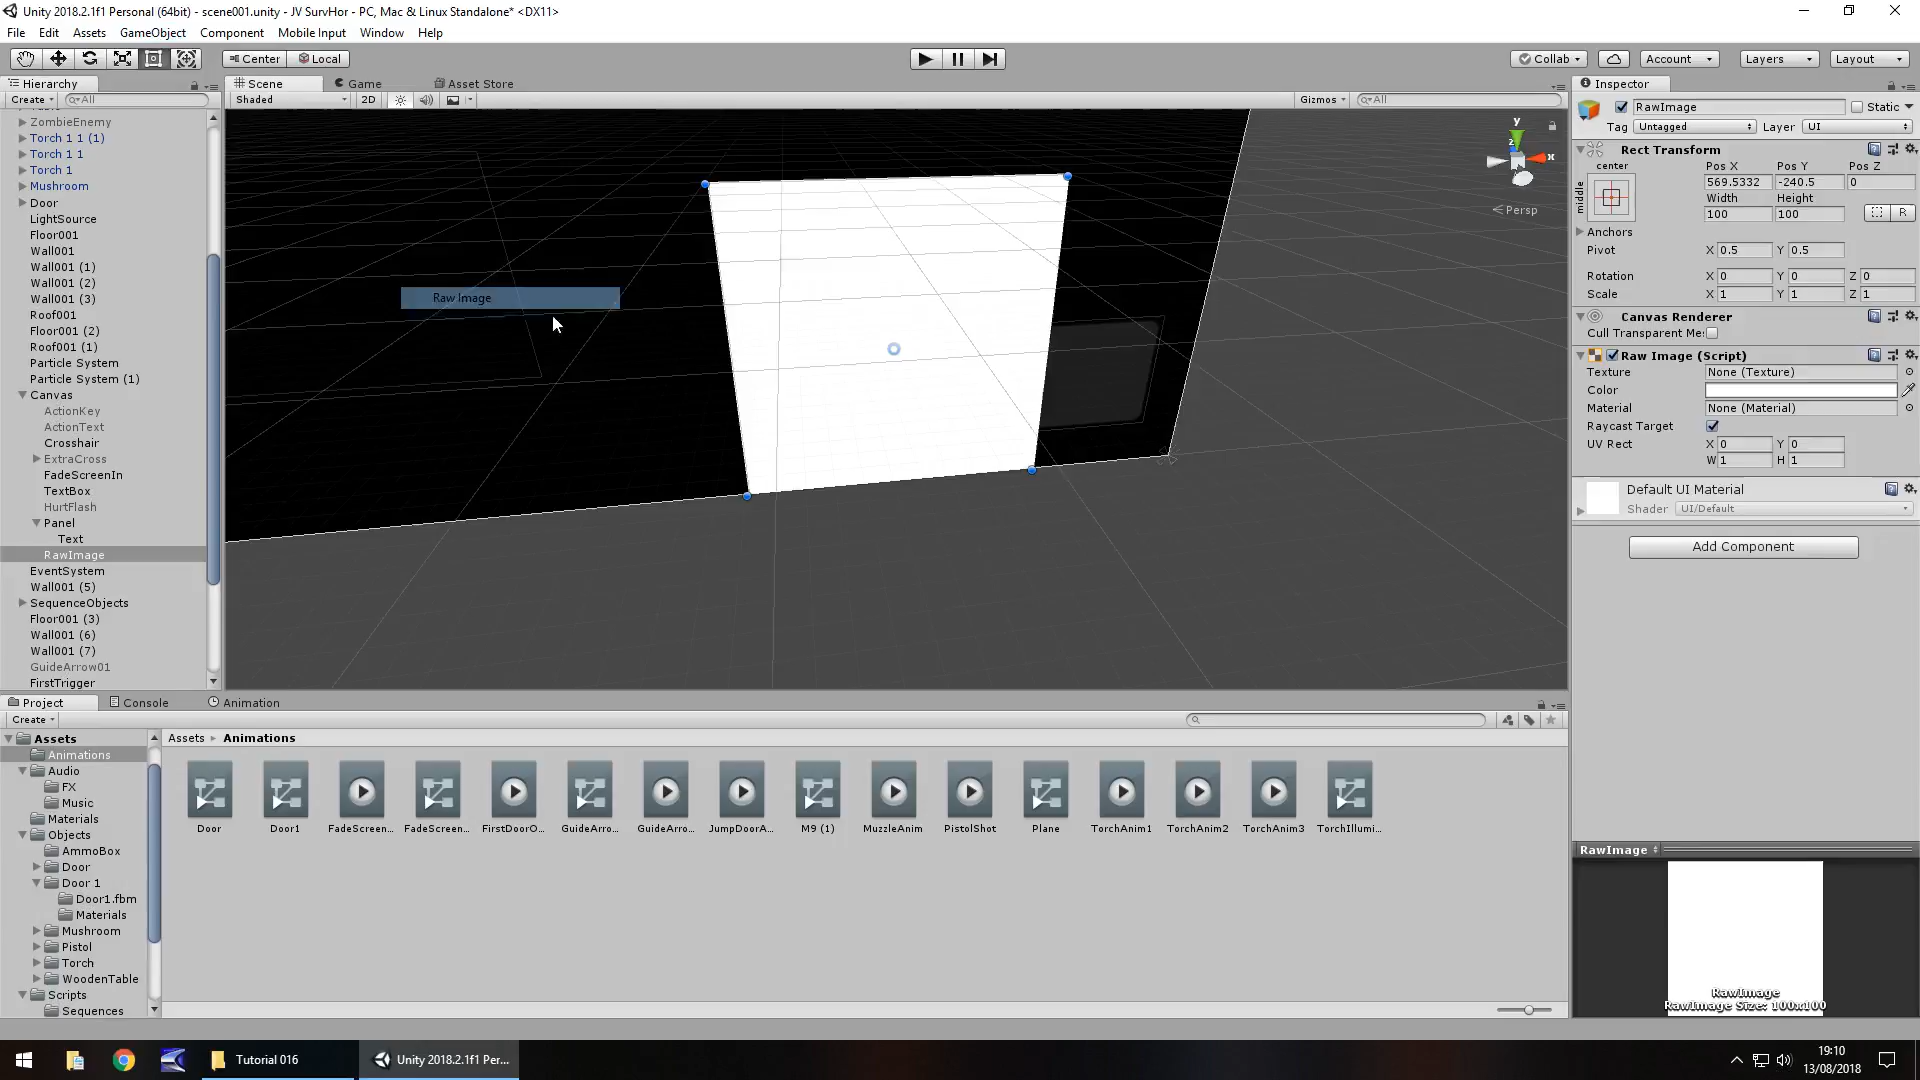 Unity 2018.2.1f1 Personal (64bit) - scene001.unity - JV SurvHor - PC, Mac & Linux Standalone* <DX11>
File Edit Assets GameObject Component Mobile Input Window Help
Center Local Collab Account Layers Layout
Hierarchy
Create All
ZombieEnemy
Torch 1 1 (1)
Torch 1 1
Torch 1
Mushroom
Door
LightSource
Floor001
Wall001
Wall001 (1)
Wall001 (2)
Wall001 (3)
Roof001
Floor001 (2)
Roof001 (1)
Particle System
Particle System (1)
Canvas
ActionKey
ActionText
Crosshair
ExtraCross
FadeScreenIn
TextBox
HurtFlash
Panel
Text
RawImage
EventSystem
Wall001 (5)
SequenceObjects
Floor001 (3)
Wall001 (6)
Wall001 (7)
GuideArrow01
FirstTrigger
Scene Game Asset Store
Shaded 2D Gizmos All
y
z
x
Persp
Raw Image
Inspector
RawImage Static
Tag Untagged Layer UI
Rect Transform
center Pos X Pos Y Pos Z
middle 569.5332 -240.5 0
Width Height
100 100 R
Anchors
Pivot X 0.5 Y 0.5
Rotation X 0 Y 0 Z 0
Scale X 1 Y 1 Z 1
Canvas Renderer
Cull Transparent Me
Raw Image (Script)
Texture None (Texture)
Color
Material None (Material)
Raycast Target
UV Rect X 0 Y 0
W 1 H 1
Default UI Material
Shader UI/Default
Add Component
RawImage
RawImage
RawImage Size: 100x100
Project Console Animation
Create
Assets
Animations
Audio
FX
Music
Materials
Objects
AmmoBox
Door
Door 1
Door1.fbm
Materials
Mushroom
Pistol
Torch
WoodenTable
Scripts
Sequences
Assets Animations
Door Door1 FadeScreen... FadeScreen... FirstDoorO... GuideArro... GuideArro... JumpDoorA... M9 (1) MuzzleAnim PistolShot Plane TorchAnim1 TorchAnim2 TorchAnim3 TorchIllumi...
Tutorial 016 Unity 2018.2.1f1 Per...
19:10
13/08/2018